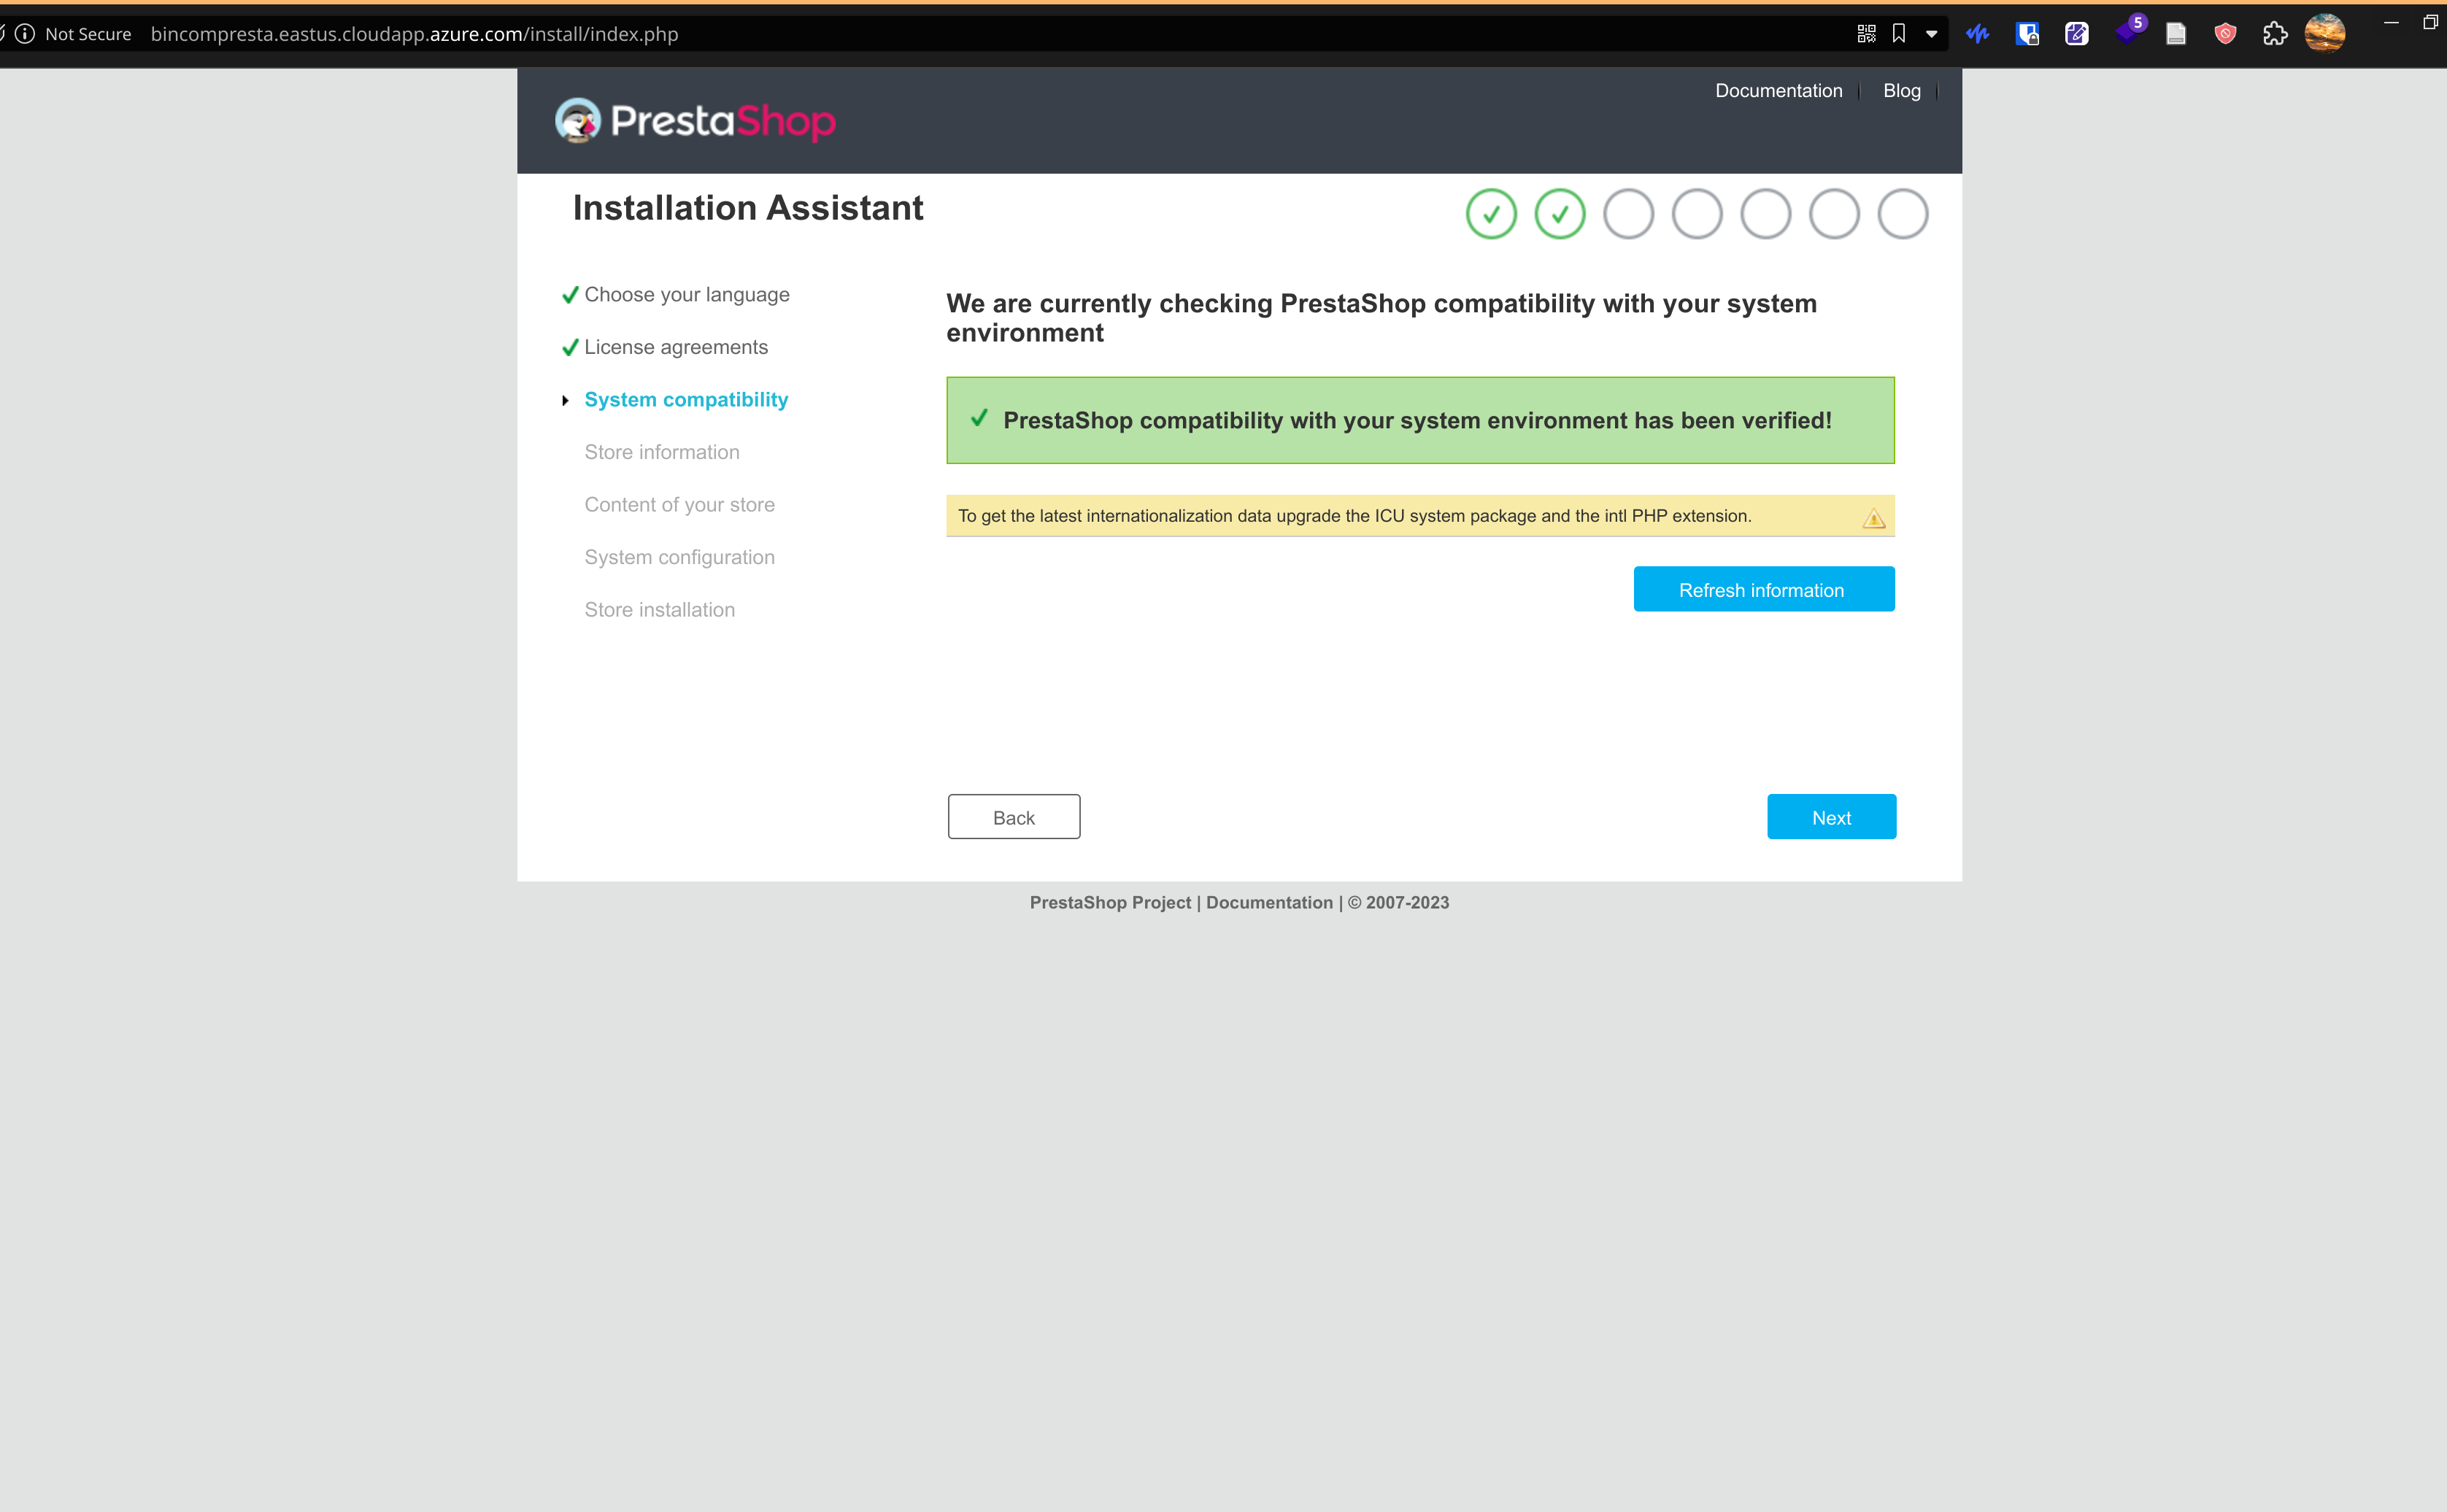 Not Secure bincompresta.eastus.cloudapp.azure.com/install/index.php
5
Documentation
Blog
PrestaShop
Installation Assistant
Choose your language
License agreements
System compatibility
Store information
Content of your store
System configuration
Store installation
We are currently checking PrestaShop compatibility with your system
environment
PrestaShop compatibility with your system environment has been verified!
To get the latest internationalization data upgrade the ICU system package and the intl PHP extension.
Refresh information
Back
Next
PrestaShop Project | Documentation | © 2007-2023